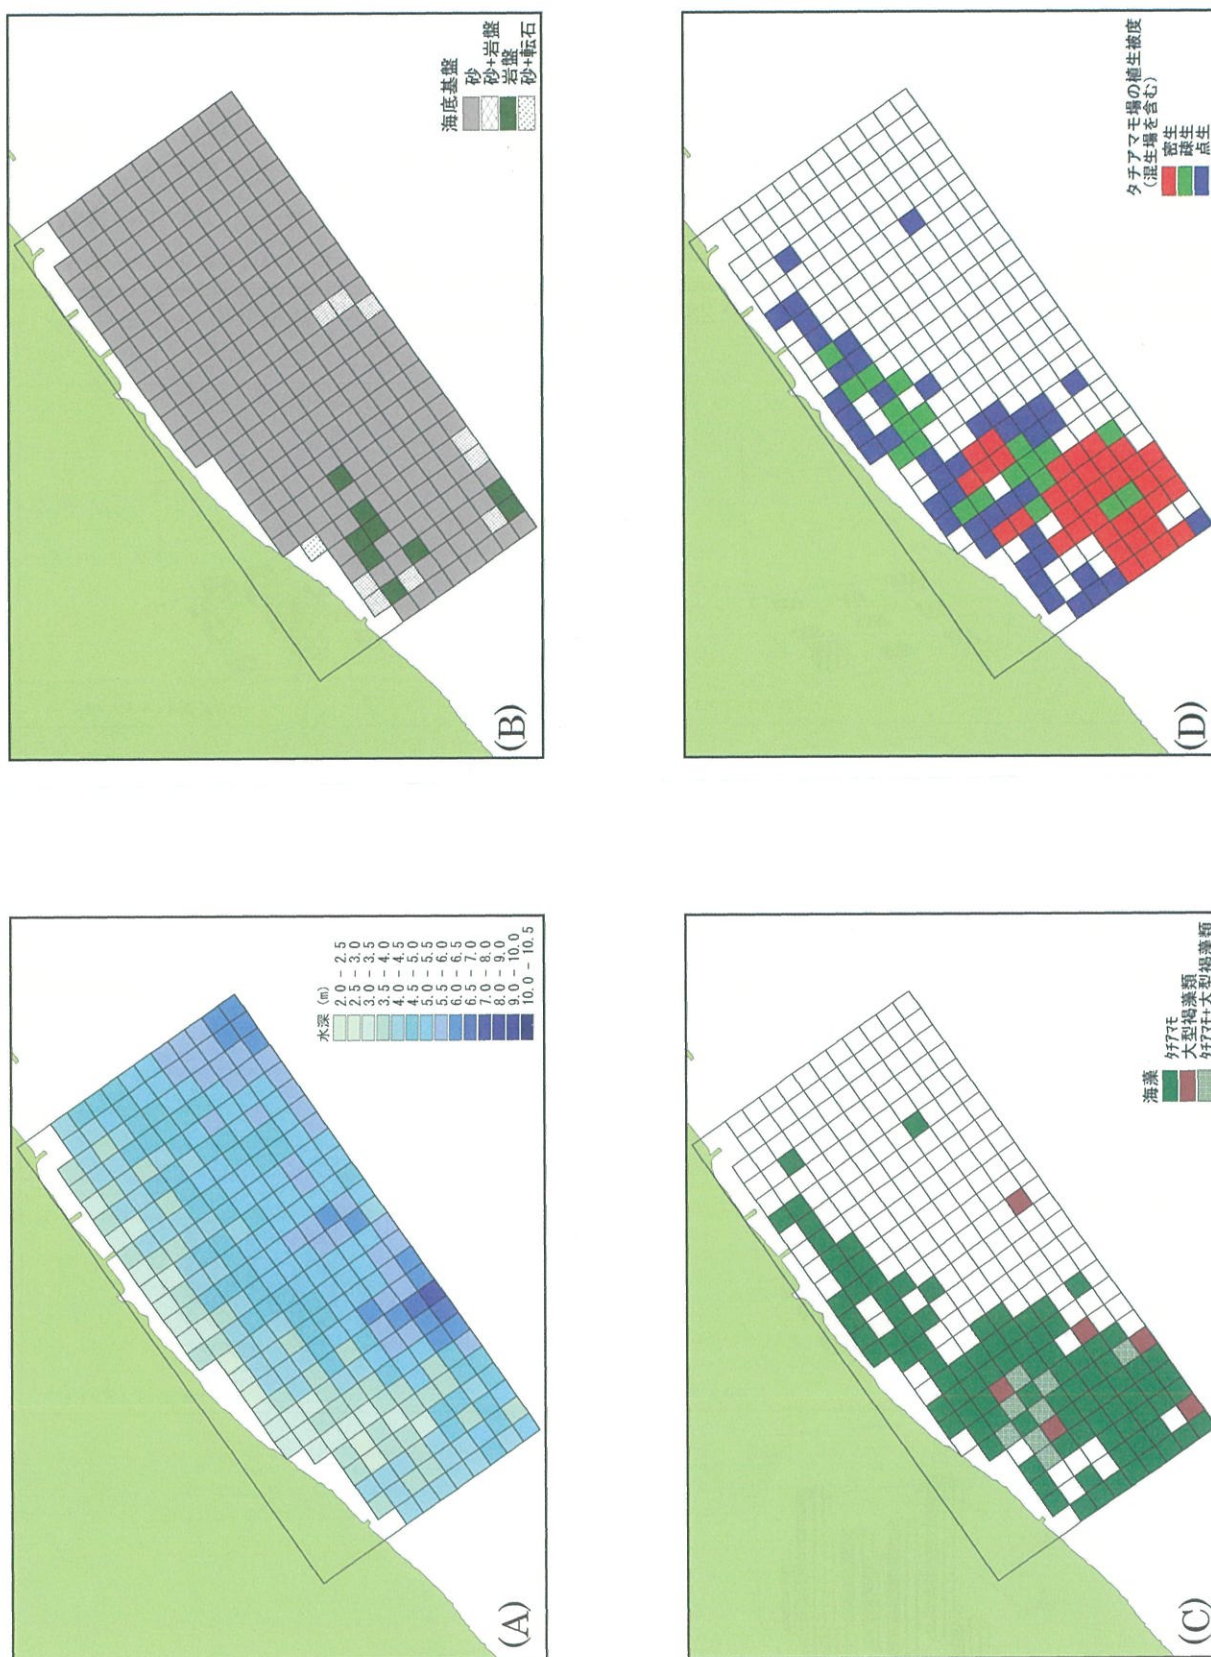 (A)
水深 (m)
2.0 - 2.5
2.5 - 3.0
3.0 - 3.5
3.5 - 4.0
4.0 - 4.5
4.5 - 5.0
5.0 - 5.5
5.5 - 6.0
6.0 - 6.5
6.5 - 7.0
7.0 - 8.0
8.0 - 9.0
9.0 - 10.0
10.0 - 10.5
(B)
海底基盤
砂
砂+岩盤
岩盤
砂+転石
(C)
海藻
タチアマモ
大型褐藻類
タチアマモ+大型褐藻類
(D)
タチアマモ場の植生被度
(混生場を含む)
密生
疎生
点生